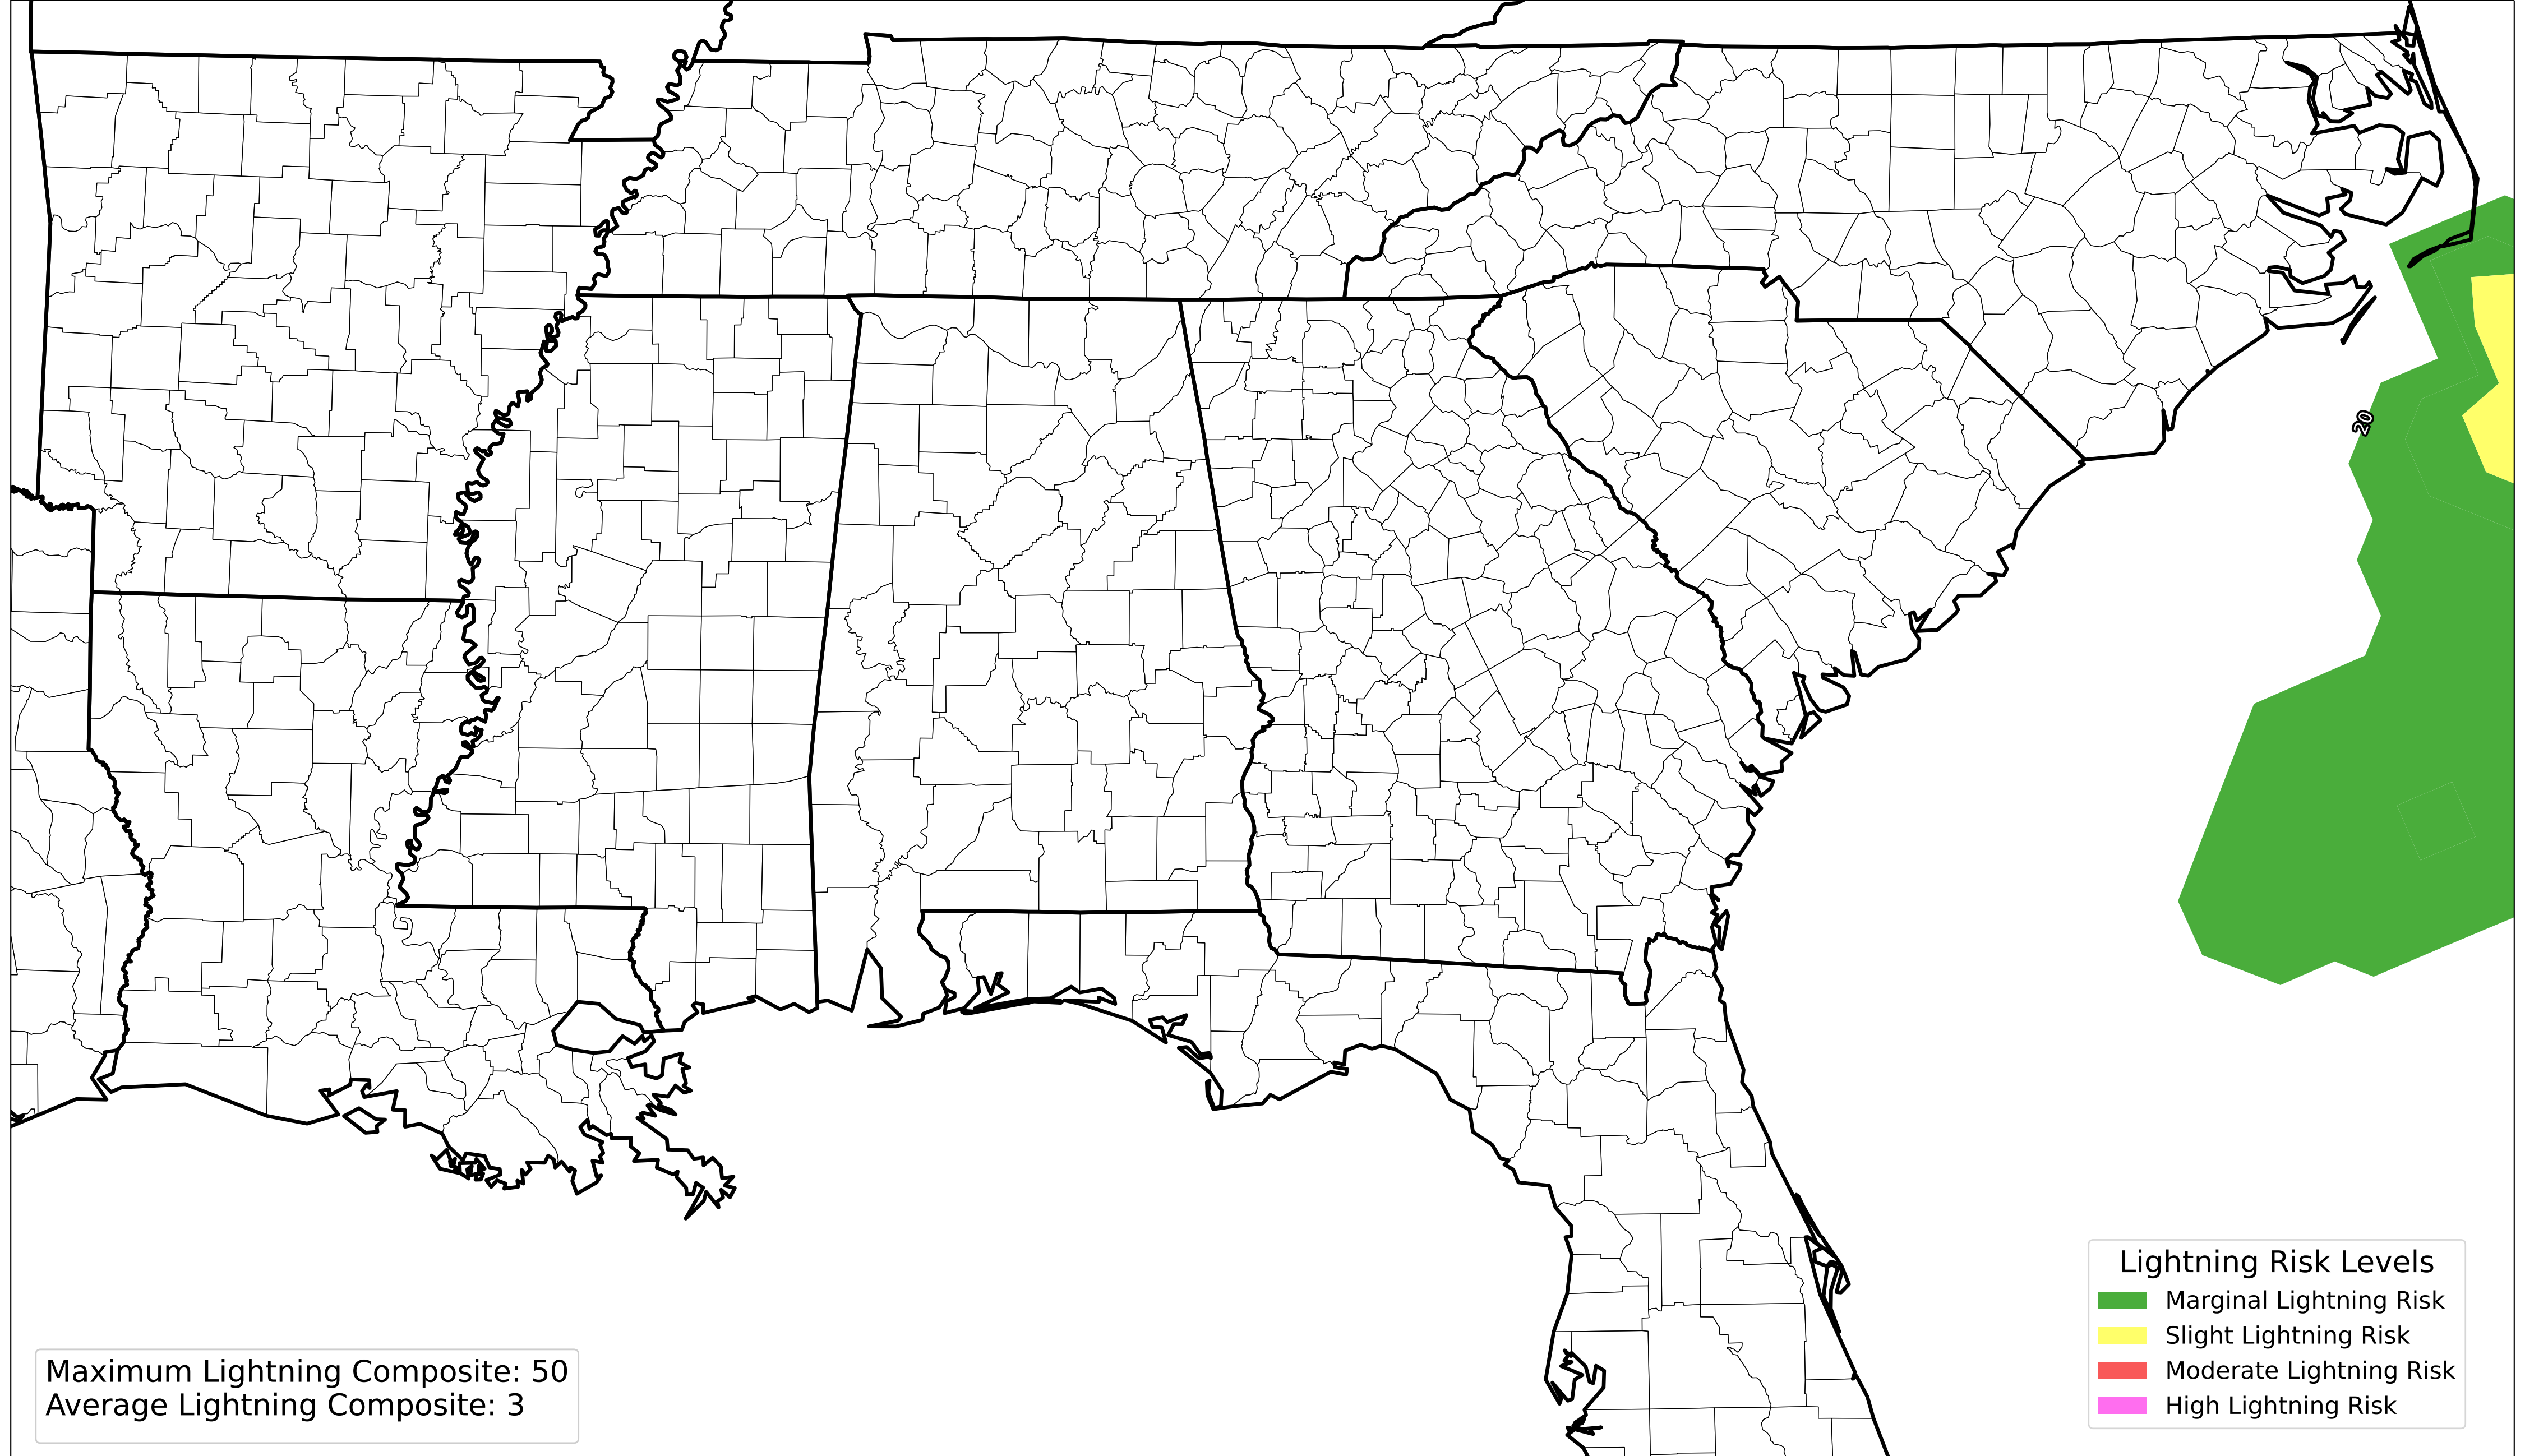 20
Lightning Risk Levels
Marginal Lightning Risk
Slight Lightning Risk
Moderate Lightning Risk
High Lightning Risk
Maximum Lightning Composite: 50
Average Lightning Composite: 3